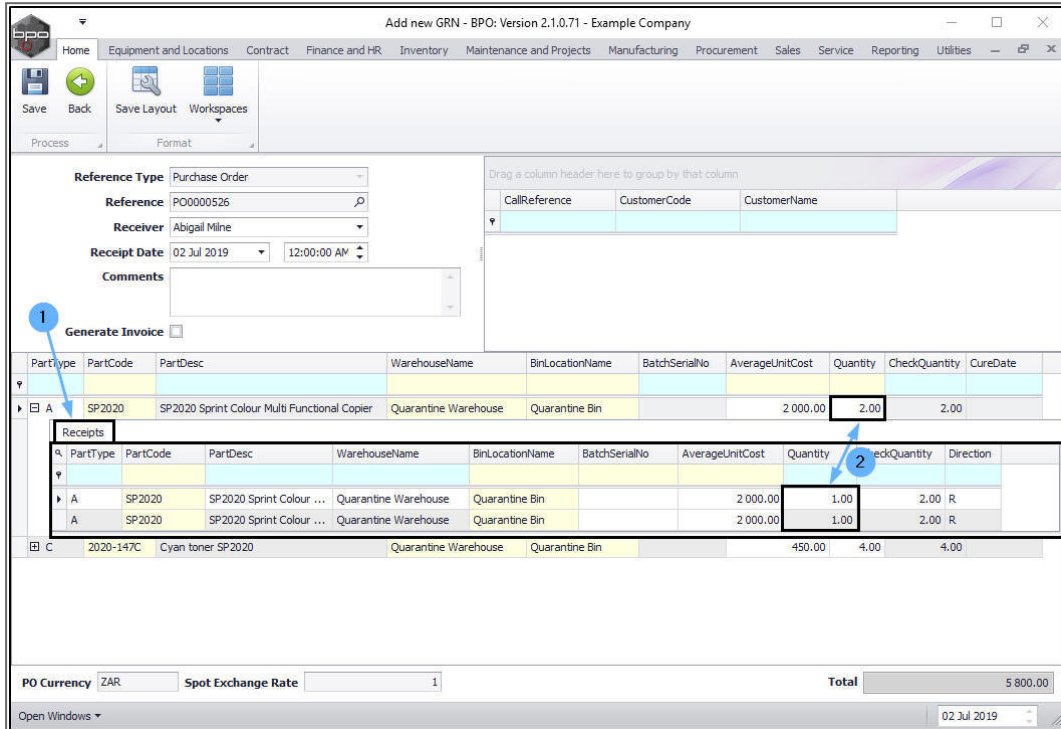 bpo
Add new GRN - BPO: Version 2.1.0.71 - Example Company
Home Equipment and Locations Contract Finance and HR Inventory Maintenance and Projects Manufacturing Procurement Sales Service Reporting Utilities
Save Back Save Layout Workspaces
Process Format
Reference Type Purchase Order
Reference PO0000526
Receiver Abigail Milne
Receipt Date 02 Jul 2019 12:00:00 AM
Comments
Generate Invoice
Drag a column header here to group by that column
CallReference CustomerCode CustomerName
1
PartType PartCode PartDesc WarehouseName BinLocationName BatchSerialNo AverageUnitCost Quantity CheckQuantity CureDate
A SP2020 SP2020 Sprint Colour Multi Functional Copier Quarantine Warehouse Quarantine Bin 2 000.00 2.00 2.00
Receipts
PartType PartCode PartDesc WarehouseName BinLocationName BatchSerialNo AverageUnitCost Quantity 2 eckQuantity Direction
A SP2020 SP2020 Sprint Colour ... Quarantine Warehouse Quarantine Bin 2 000.00 1.00 2.00 R
A SP2020 SP2020 Sprint Colour ... Quarantine Warehouse Quarantine Bin 2 000.00 1.00 2.00 R
C 2020-147C Cyan toner SP2020 Quarantine Warehouse Quarantine Bin 450.00 4.00 4.00
PO Currency ZAR Spot Exchange Rate 1 Total 5 800.00
Open Windows 02 Jul 2019